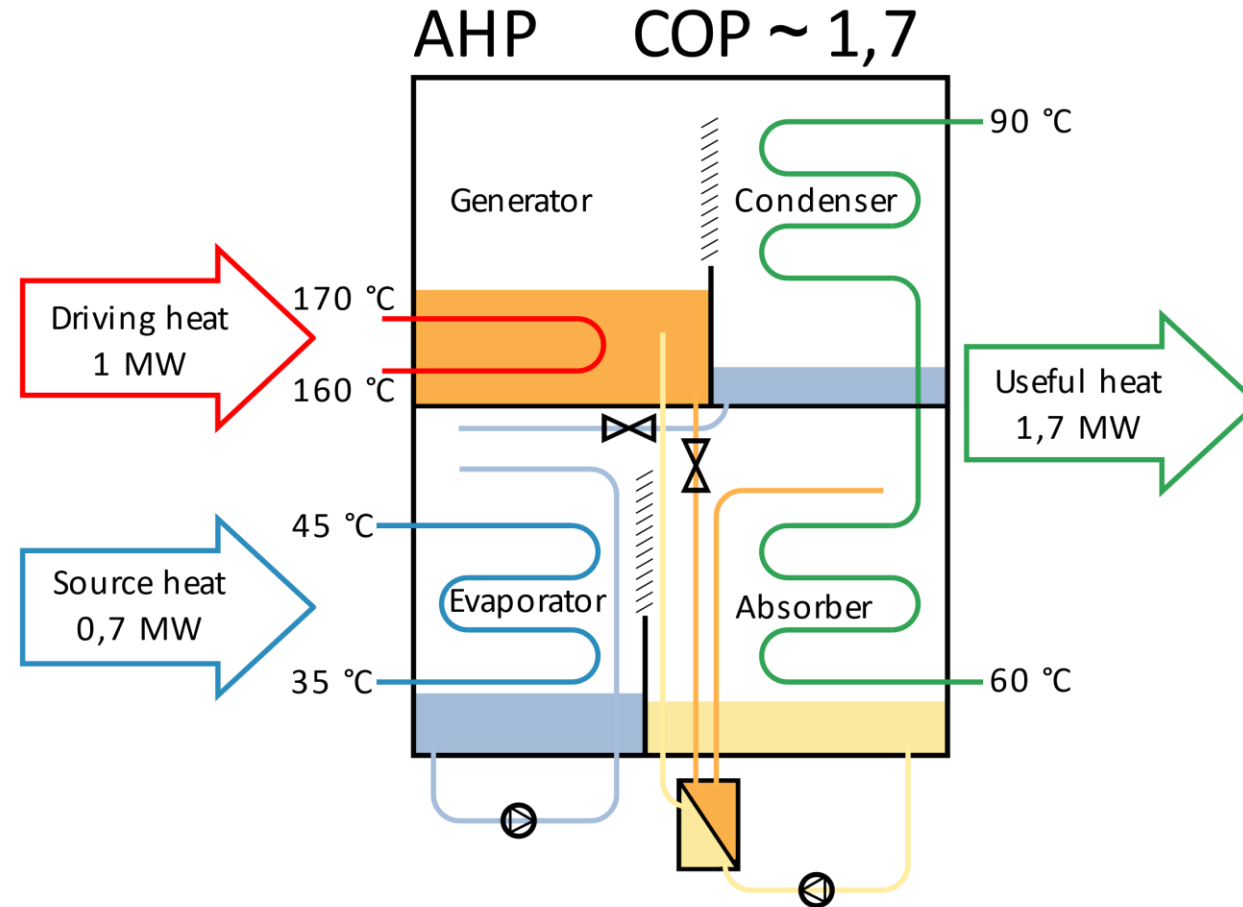 AHP COP ~ 1,7
90 °C
Generator
Condenser
170 °C
Driving heat
1 MW
160 °C
Useful heat
1,7 MW
45 °C
Source heat
0,7 MW
Evaporator
Absorber
35 °C
60 °C